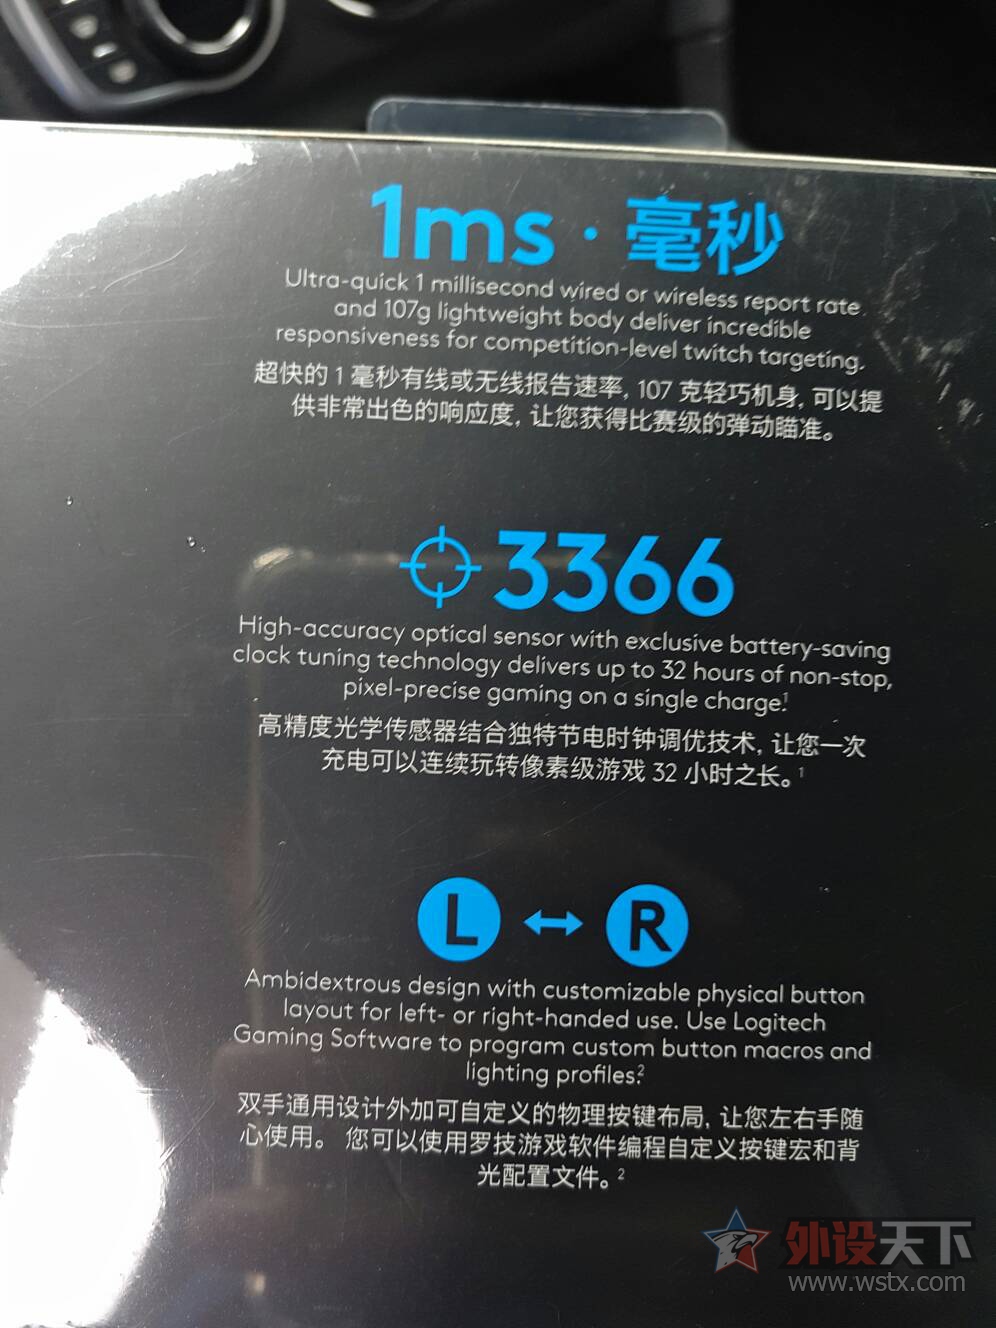 1ms · 毫秒
Ultra-quick 1 millisecond wired or wireless report rate
and 107g lightweight body deliver incredible
responsiveness for competition-level twitch targeting.
超快的 1 毫秒有线或无线报告速率, 107 克轻巧机身, 可以提
供非常出色的响应度, 让您获得比赛级的弹动瞄准。
3366
High-accuracy optical sensor with exclusive battery-saving
clock tuning technology delivers up to 32 hours of non-stop,
pixel-precise gaming on a single charge.¹
高精度光学传感器结合独特节电时钟调优技术, 让您一次
充电可以连续玩转像素级游戏 32 小时之长。¹
L ↔ R
Ambidextrous design with customizable physical button
layout for left- or right-handed use. Use Logitech
Gaming Software to program custom button macros and
lighting profiles.²
双手通用设计外加可自定义的物理按键布局, 让您左右手随
心使用。 您可以使用罗技游戏软件编程自定义按键宏和背
光配置文件。²
外设天下
www.wstx.com